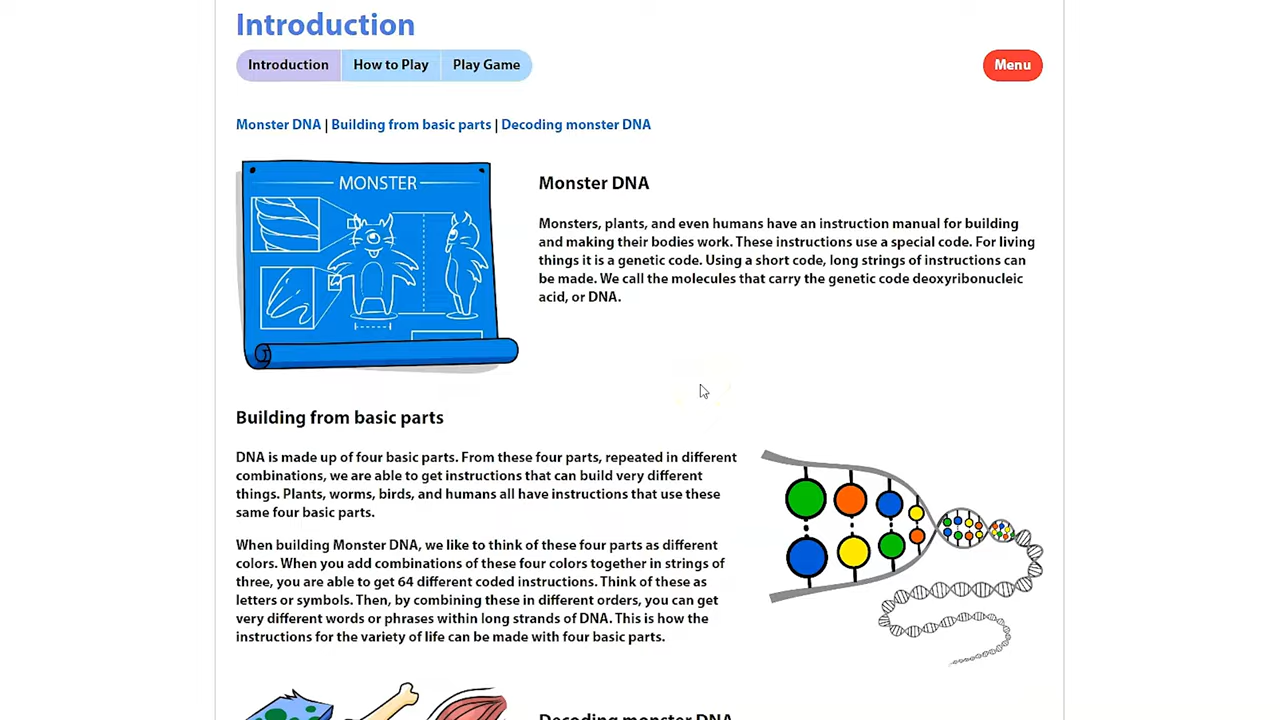 Introduction
Introduction How to Play Play Game Menu
Monster DNA | Building from basic parts | Decoding monster DNA
MONSTER
Monster DNA
Monsters, plants, and even humans have an instruction manual for building
and making their bodies work. These instructions use a special code. For living
things it is a genetic code. Using a short code, long strings of instructions can
be made. We call the molecules that carry the genetic code deoxyribonucleic
acid, or DNA.
Building from basic parts
DNA is made up of four basic parts. From these four parts, repeated in different
combinations, we are able to get instructions that can build very different
things. Plants, worms, birds, and humans all have instructions that use these
same four basic parts.
When building Monster DNA, we like to think of these four parts as different
colors. When you add combinations of these four colors together in strings of
three, you are able to get 64 different coded instructions. Think of these as
letters or symbols. Then, by combining these in different orders, you can get
very different words or phrases within long strands of DNA. This is how the
instructions for the variety of life can be made with four basic parts.
Decoding monster DNA